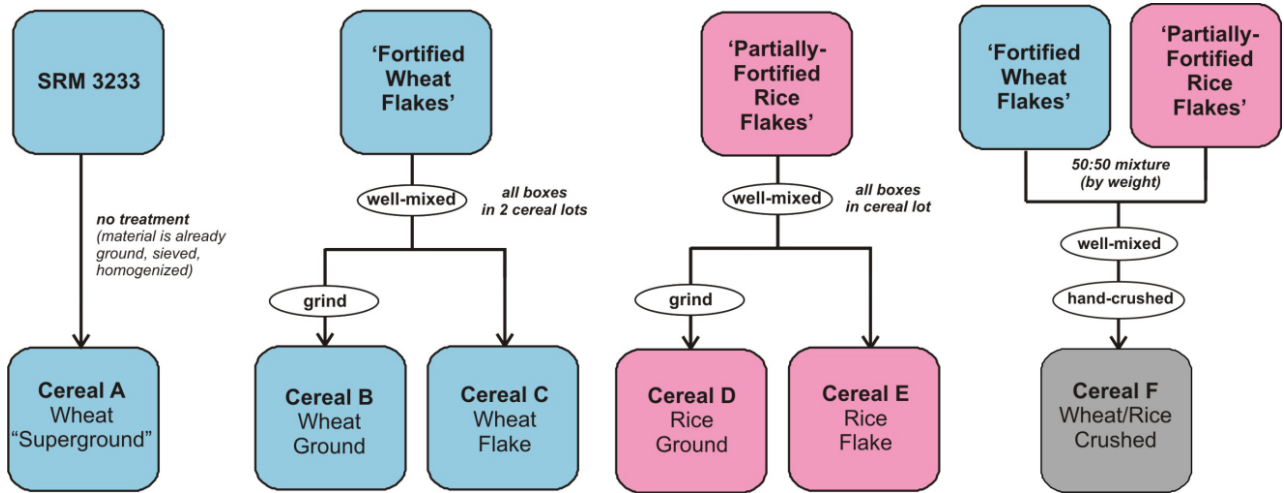 SRM 3233
‘Fortified
Wheat
Flakes’
‘Partially-
Fortified
Rice
Flakes’
‘Fortified
Wheat
Flakes’
‘Partially-
Fortified
Rice
Flakes’
no treatment
(material is already
ground, sieved,
homogenized)
well-mixed
all boxes
in 2 cereal lots
grind
well-mixed
all boxes
in cereal lot
grind
50:50 mixture
(by weight)
well-mixed
hand-crushed
Cereal A
Wheat
“Superground”
Cereal B
Wheat
Ground
Cereal C
Wheat
Flake
Cereal D
Rice
Ground
Cereal E
Rice
Flake
Cereal F
Wheat/Rice
Crushed